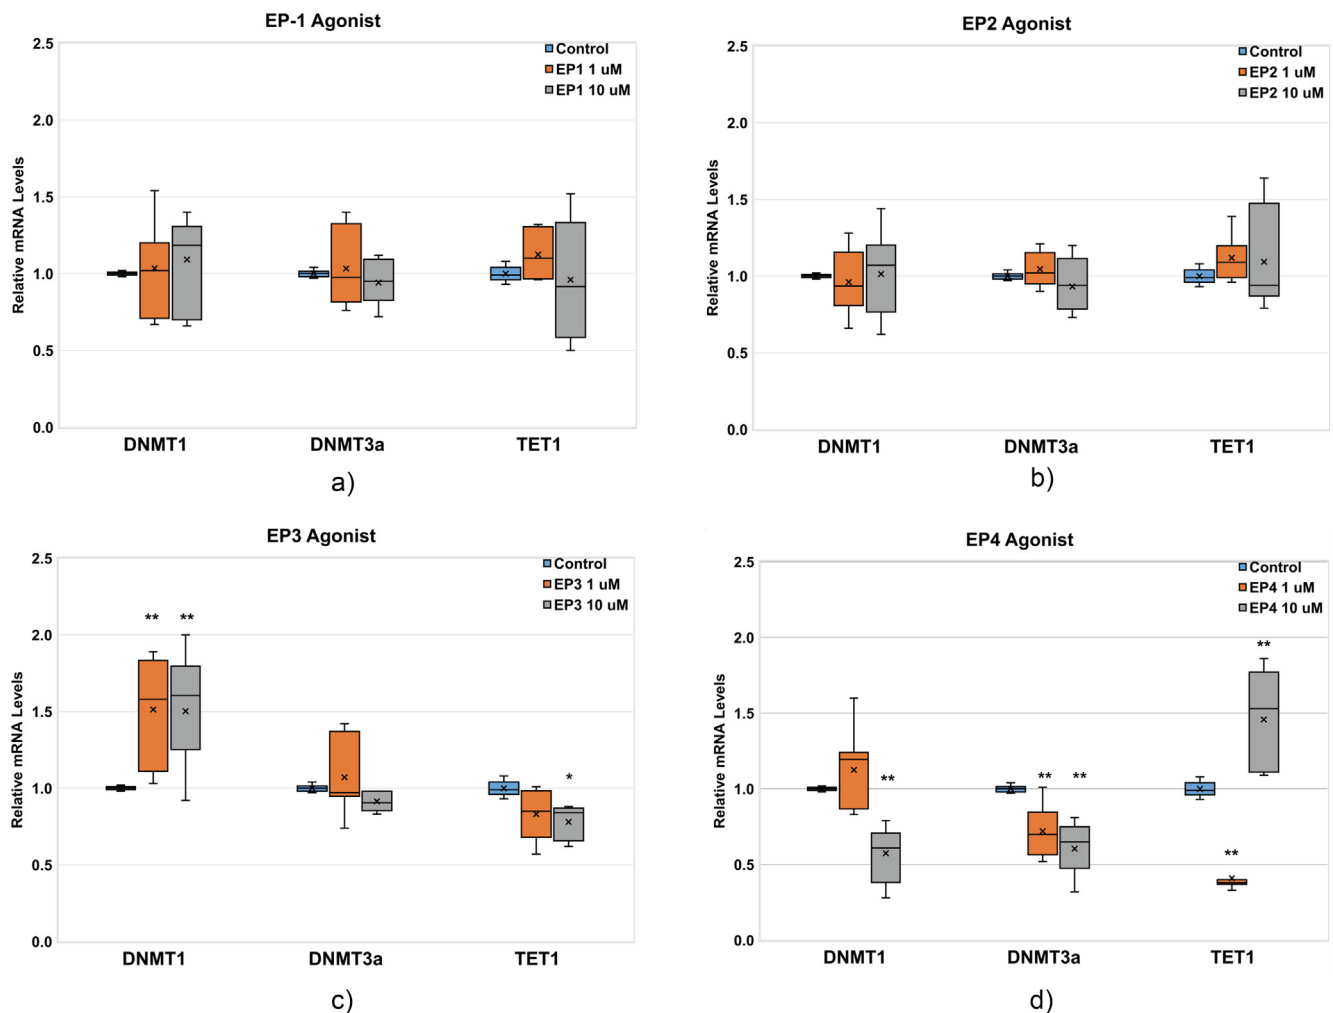 EP-1 Agonist
Relative mRNA Levels
2.5
2.0
1.5
1.0
0.5
0.0
Control
EP1 1 uM
EP1 10 uM
DNMT1 DNMT3a TET1
a)
EP2 Agonist
Relative mRNA Levels
2.5
2.0
1.5
1.0
0.5
0.0
Control
EP2 1 uM
EP2 10 uM
DNMT1 DNMT3a TET1
b)
EP3 Agonist
Relative mRNA Levels
2.5
2.0
1.5
1.0
0.5
0.0
Control
EP3 1 uM
EP3 10 uM
** **
*
DNMT1 DNMT3a TET1
c)
EP4 Agonist
Relative mRNA Levels
2.5
2.0
1.5
1.0
0.5
0.0
Control
EP4 1 uM
EP4 10 uM
**
** ** **
**
DNMT1 DNMT3a TET1
d)